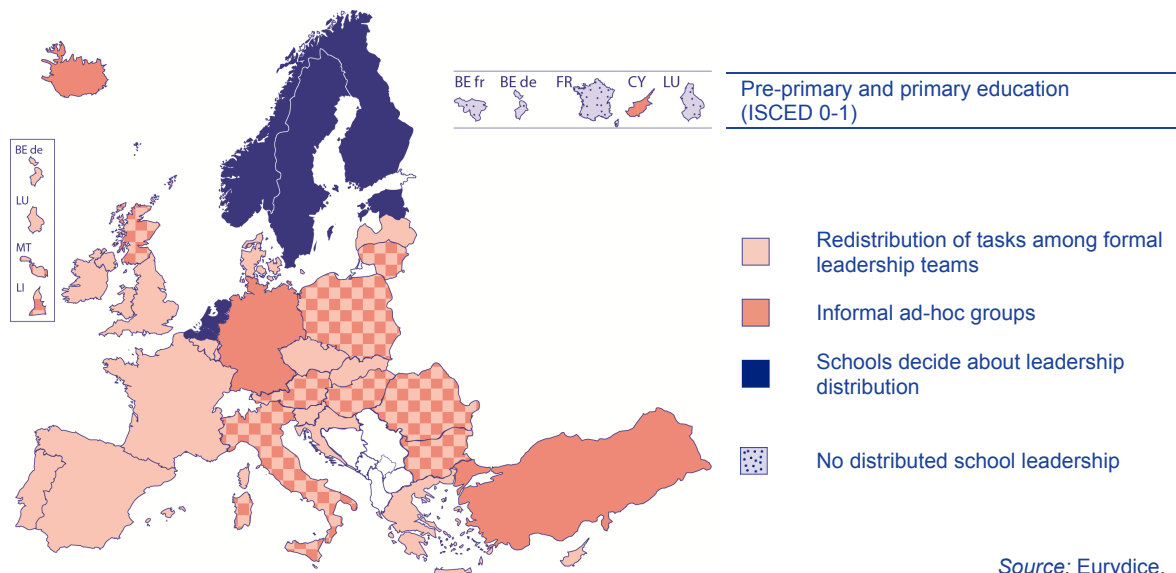 BE fr BE de FR CY LU
Pre-primary and primary education
(ISCED 0-1)
BE de
LU
MT
LI
Redistribution of tasks among formal
leadership teams
Informal ad-hoc groups
Schools decide about leadership
distribution
No distributed school leadership
Source: Eurydice.